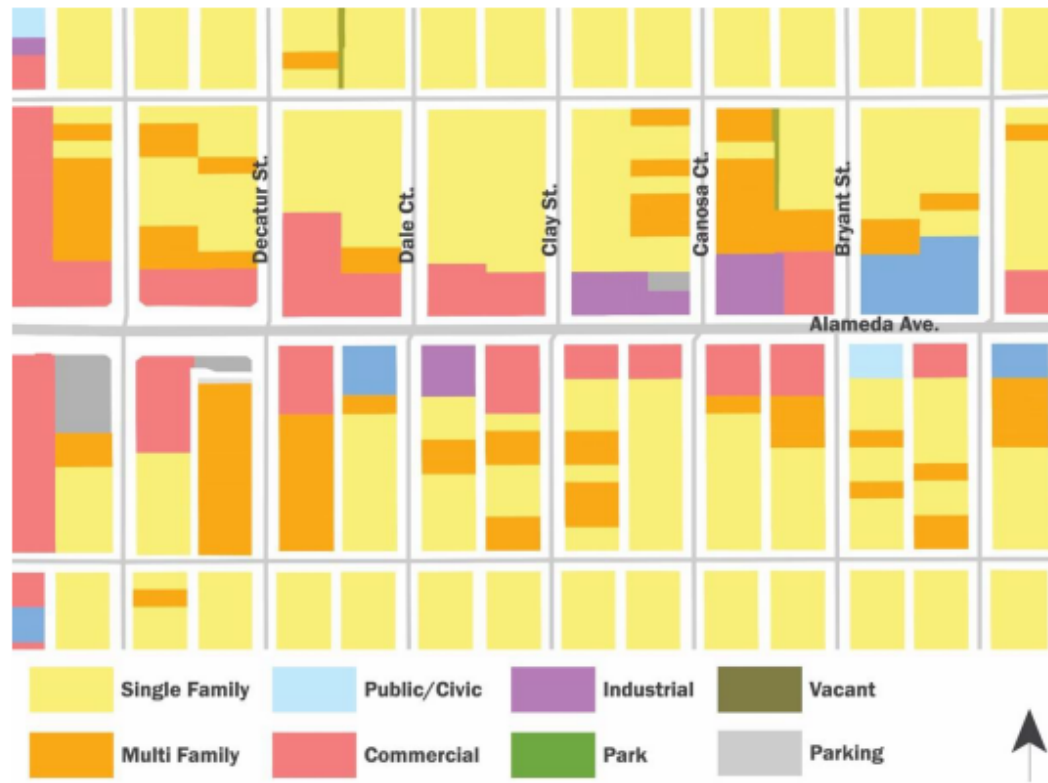 Decatur St.
Dale Ct.
Clay St.
Canosa Ct.
Bryant St.
Alameda Ave.
Single Family
Public/Civic
Industrial
Vacant
Multi Family
Commercial
Park
Parking